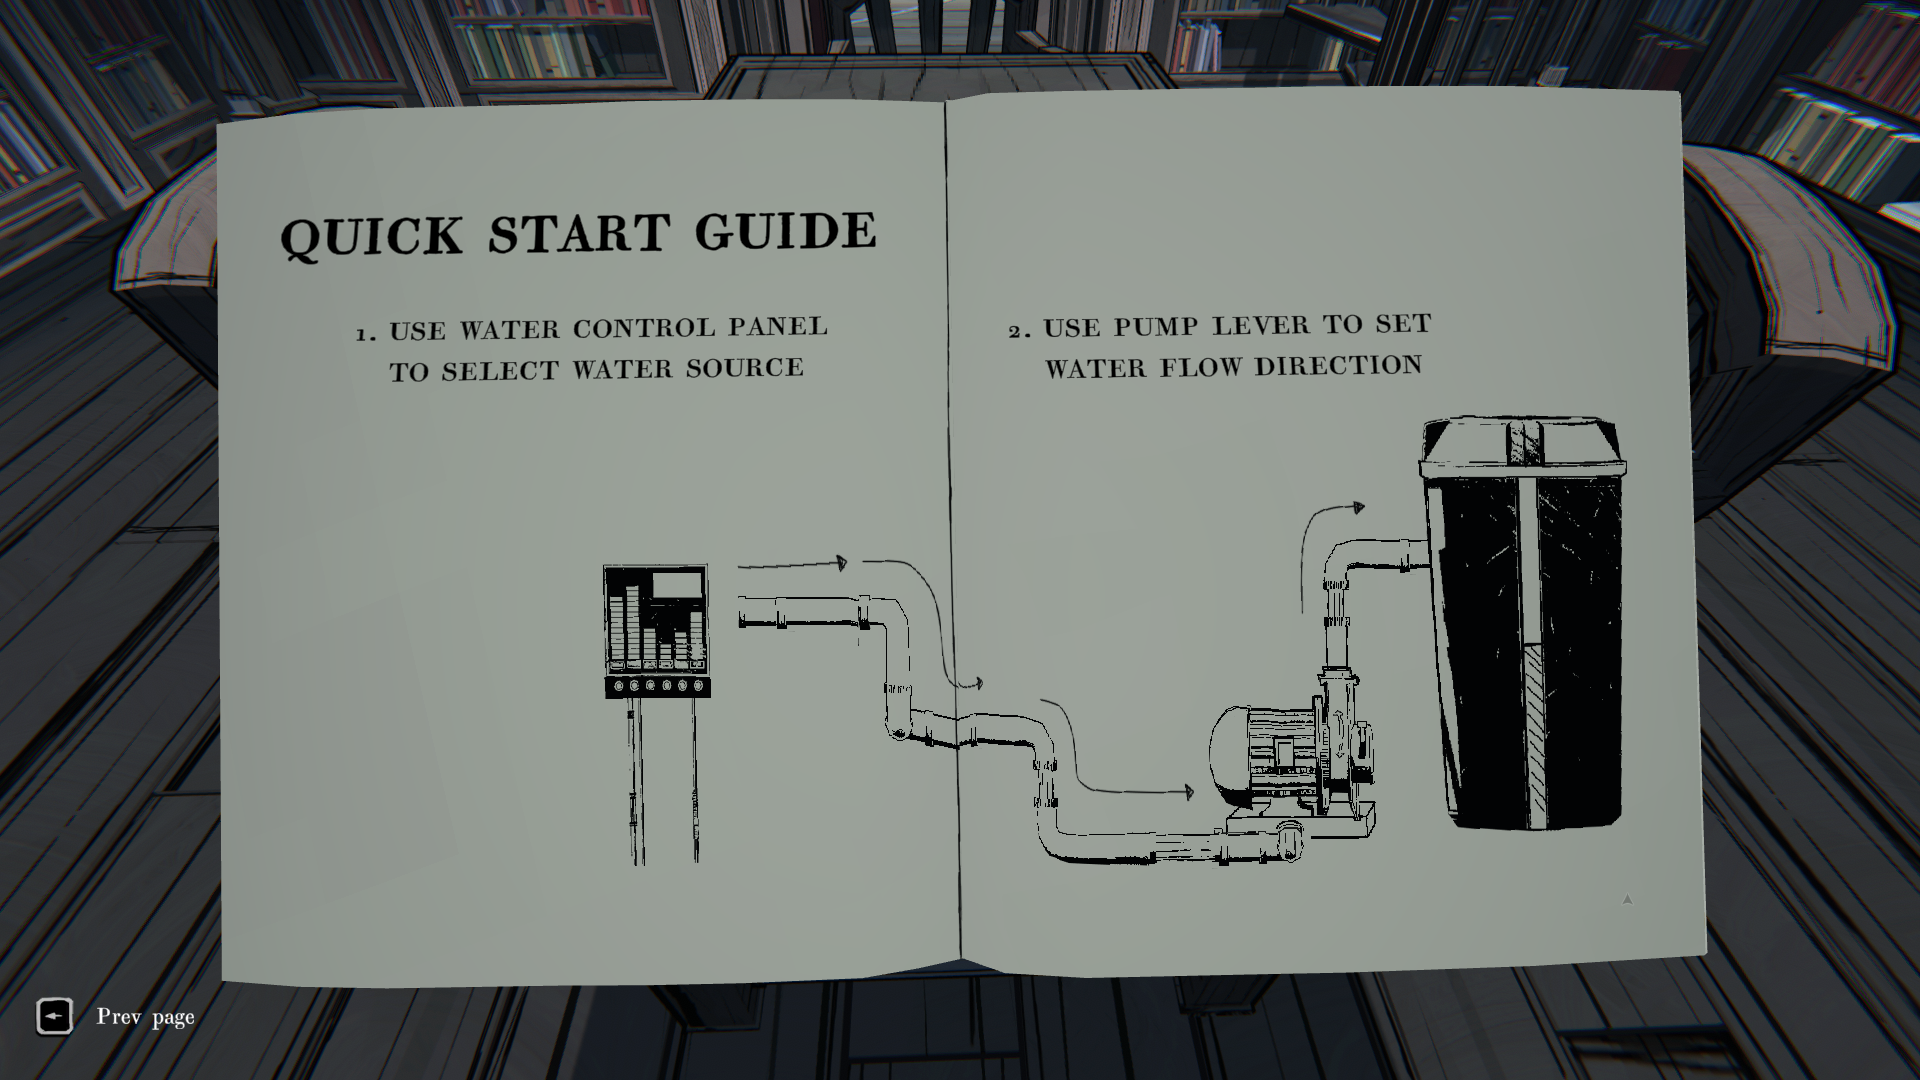 QUICK START GUIDE
1. USE WATER CONTROL PANEL
TO SELECT WATER SOURCE
2. USE PUMP LEVER TO SET
WATER FLOW DIRECTION
Prev page